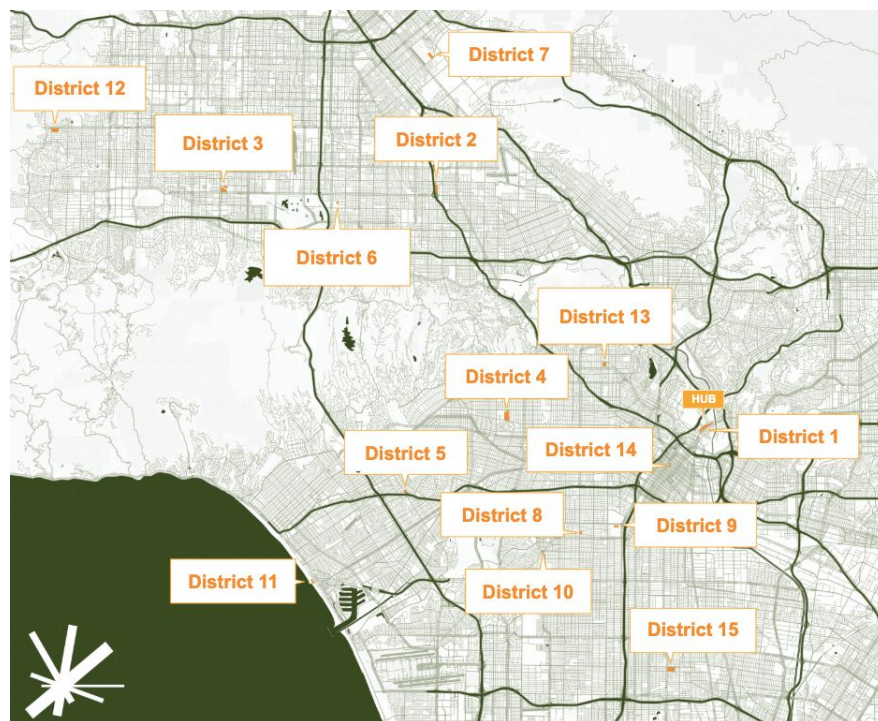 District 7
District 12
District 3
District 2
District 6
District 13
District 4
HUB
District 1
District 14
District 5
District 8
District 9
District 11
District 10
District 15